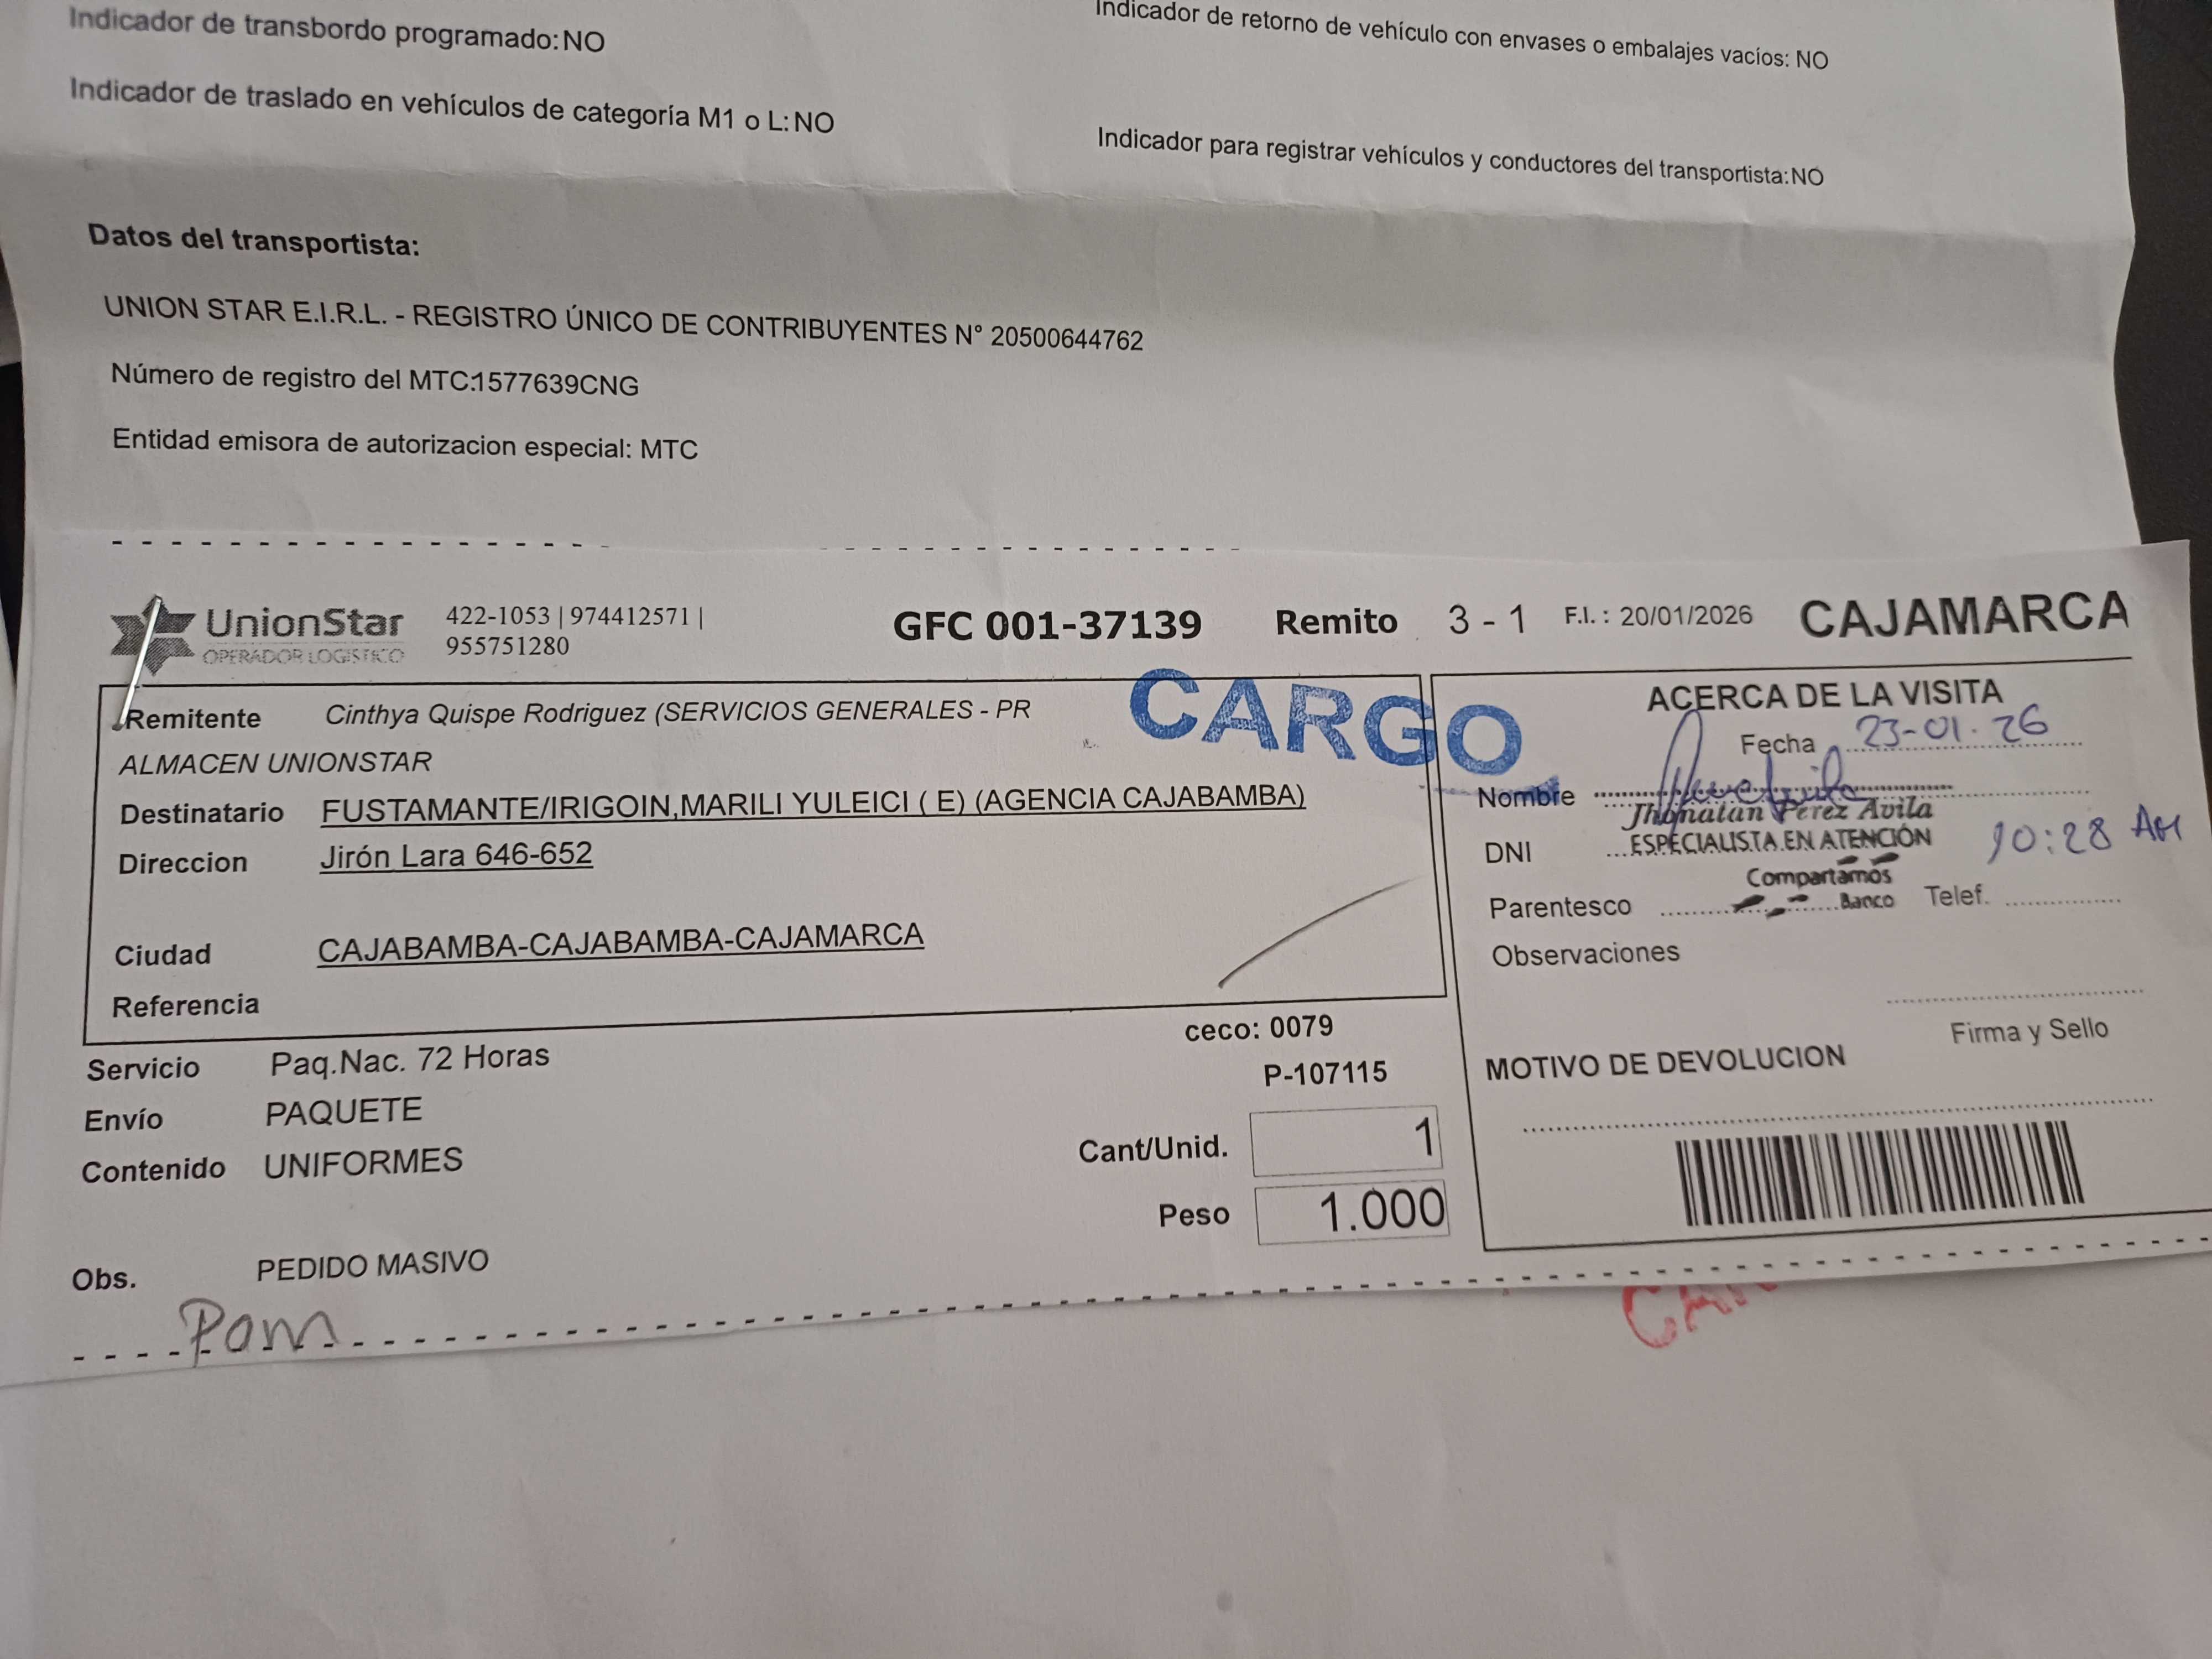 Indicador de transbordo programado:NO
Indicador de retorno de vehículo con envases o embalajes vacíos: NO
Indicador de traslado en vehículos de categoría M1 o L:NO
Indicador para registrar vehículos y conductores del transportista:NO
Datos del transportista:
UNION STAR E.I.R.L. - REGISTRO ÚNICO DE CONTRIBUYENTES N° 20500644762
Número de registro del MTC:1577639CNG
Entidad emisora de autorizacion especial: MTC
UnionStar
OPERADOR LOGISTICO
422-1053 | 974412571 |
955751280
GFC 001-37139 Remito 3 - 1 F.I. : 20/01/2026 CAJAMARCA
CARGO
Remitente Cinthya Quispe Rodriguez (SERVICIOS GENERALES - PR
ALMACEN UNIONSTAR
Destinatario FUSTAMANTE/IRIGOIN,MARILI YULEICI ( E) (AGENCIA CAJABAMBA)
Direccion Jirón Lara 646-652
Ciudad CAJABAMBA-CAJABAMBA-CAJAMARCA
Referencia
ceco: 0079
Servicio Paq.Nac. 72 Horas
P-107115
Envío PAQUETE
Cant/Unid. 1
Contenido UNIFORMES
Peso 1.000
Obs. PEDIDO MASIVO
Pam
ACERCA DE LA VISITA
Fecha 23-01-26
Nombre
Jhonatan Perez Avila
DNI ESPECIALISTA EN ATENCIÓN 10:28 AM
Compartamos
Parentesco Banco Telef.
Observaciones
Firma y Sello
MOTIVO DE DEVOLUCION